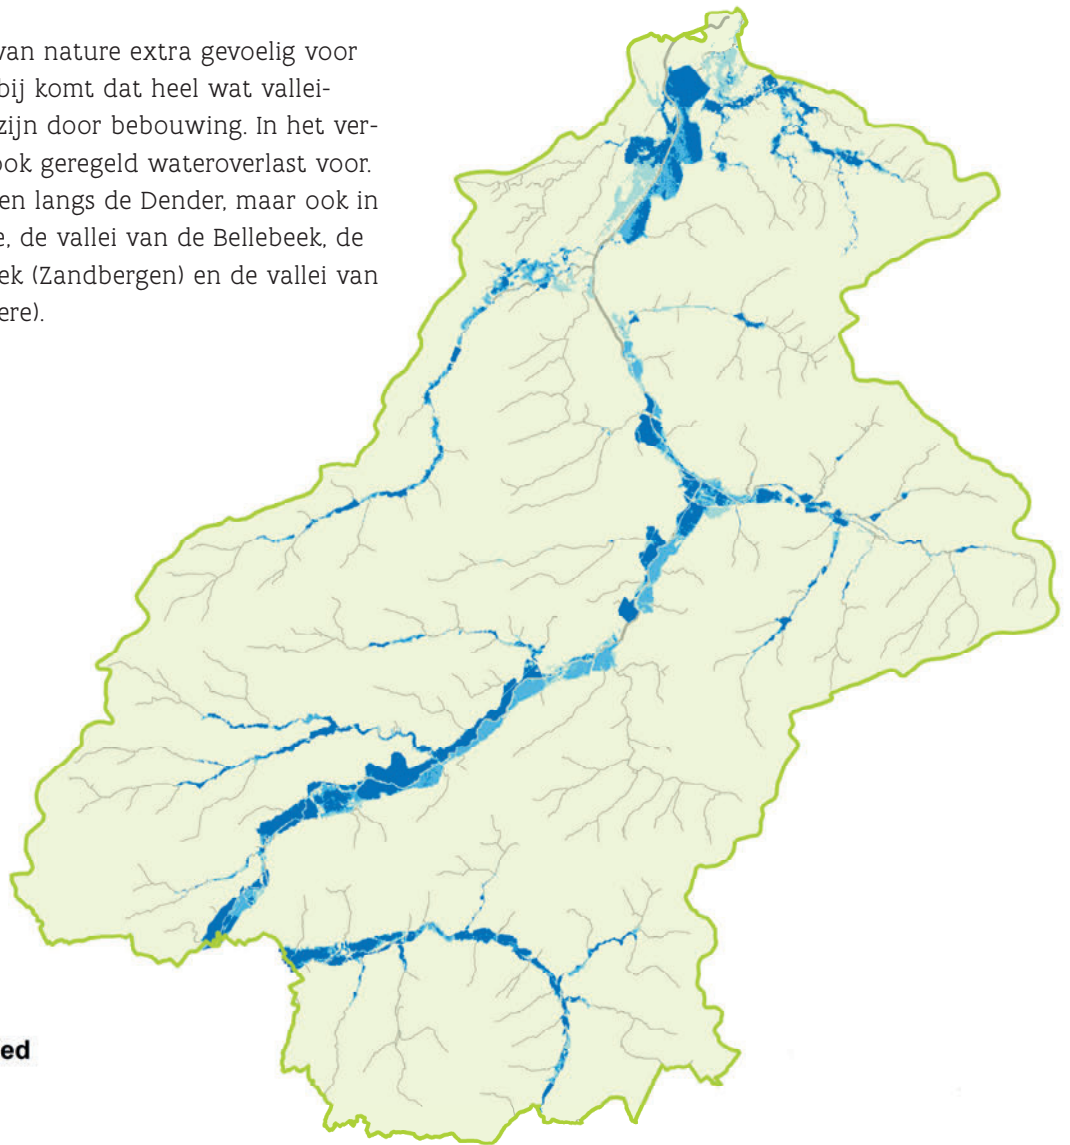 van nature extra gevoelig voor
bij komt dat heel wat vallei-
zijn door bebouwing. In het ver-
ook geregeld wateroverlast voor.
en langs de Dender, maar ook in
e, de vallei van de Bellebeek, de
ek (Zandbergen) en de vallei van
ere).
ed